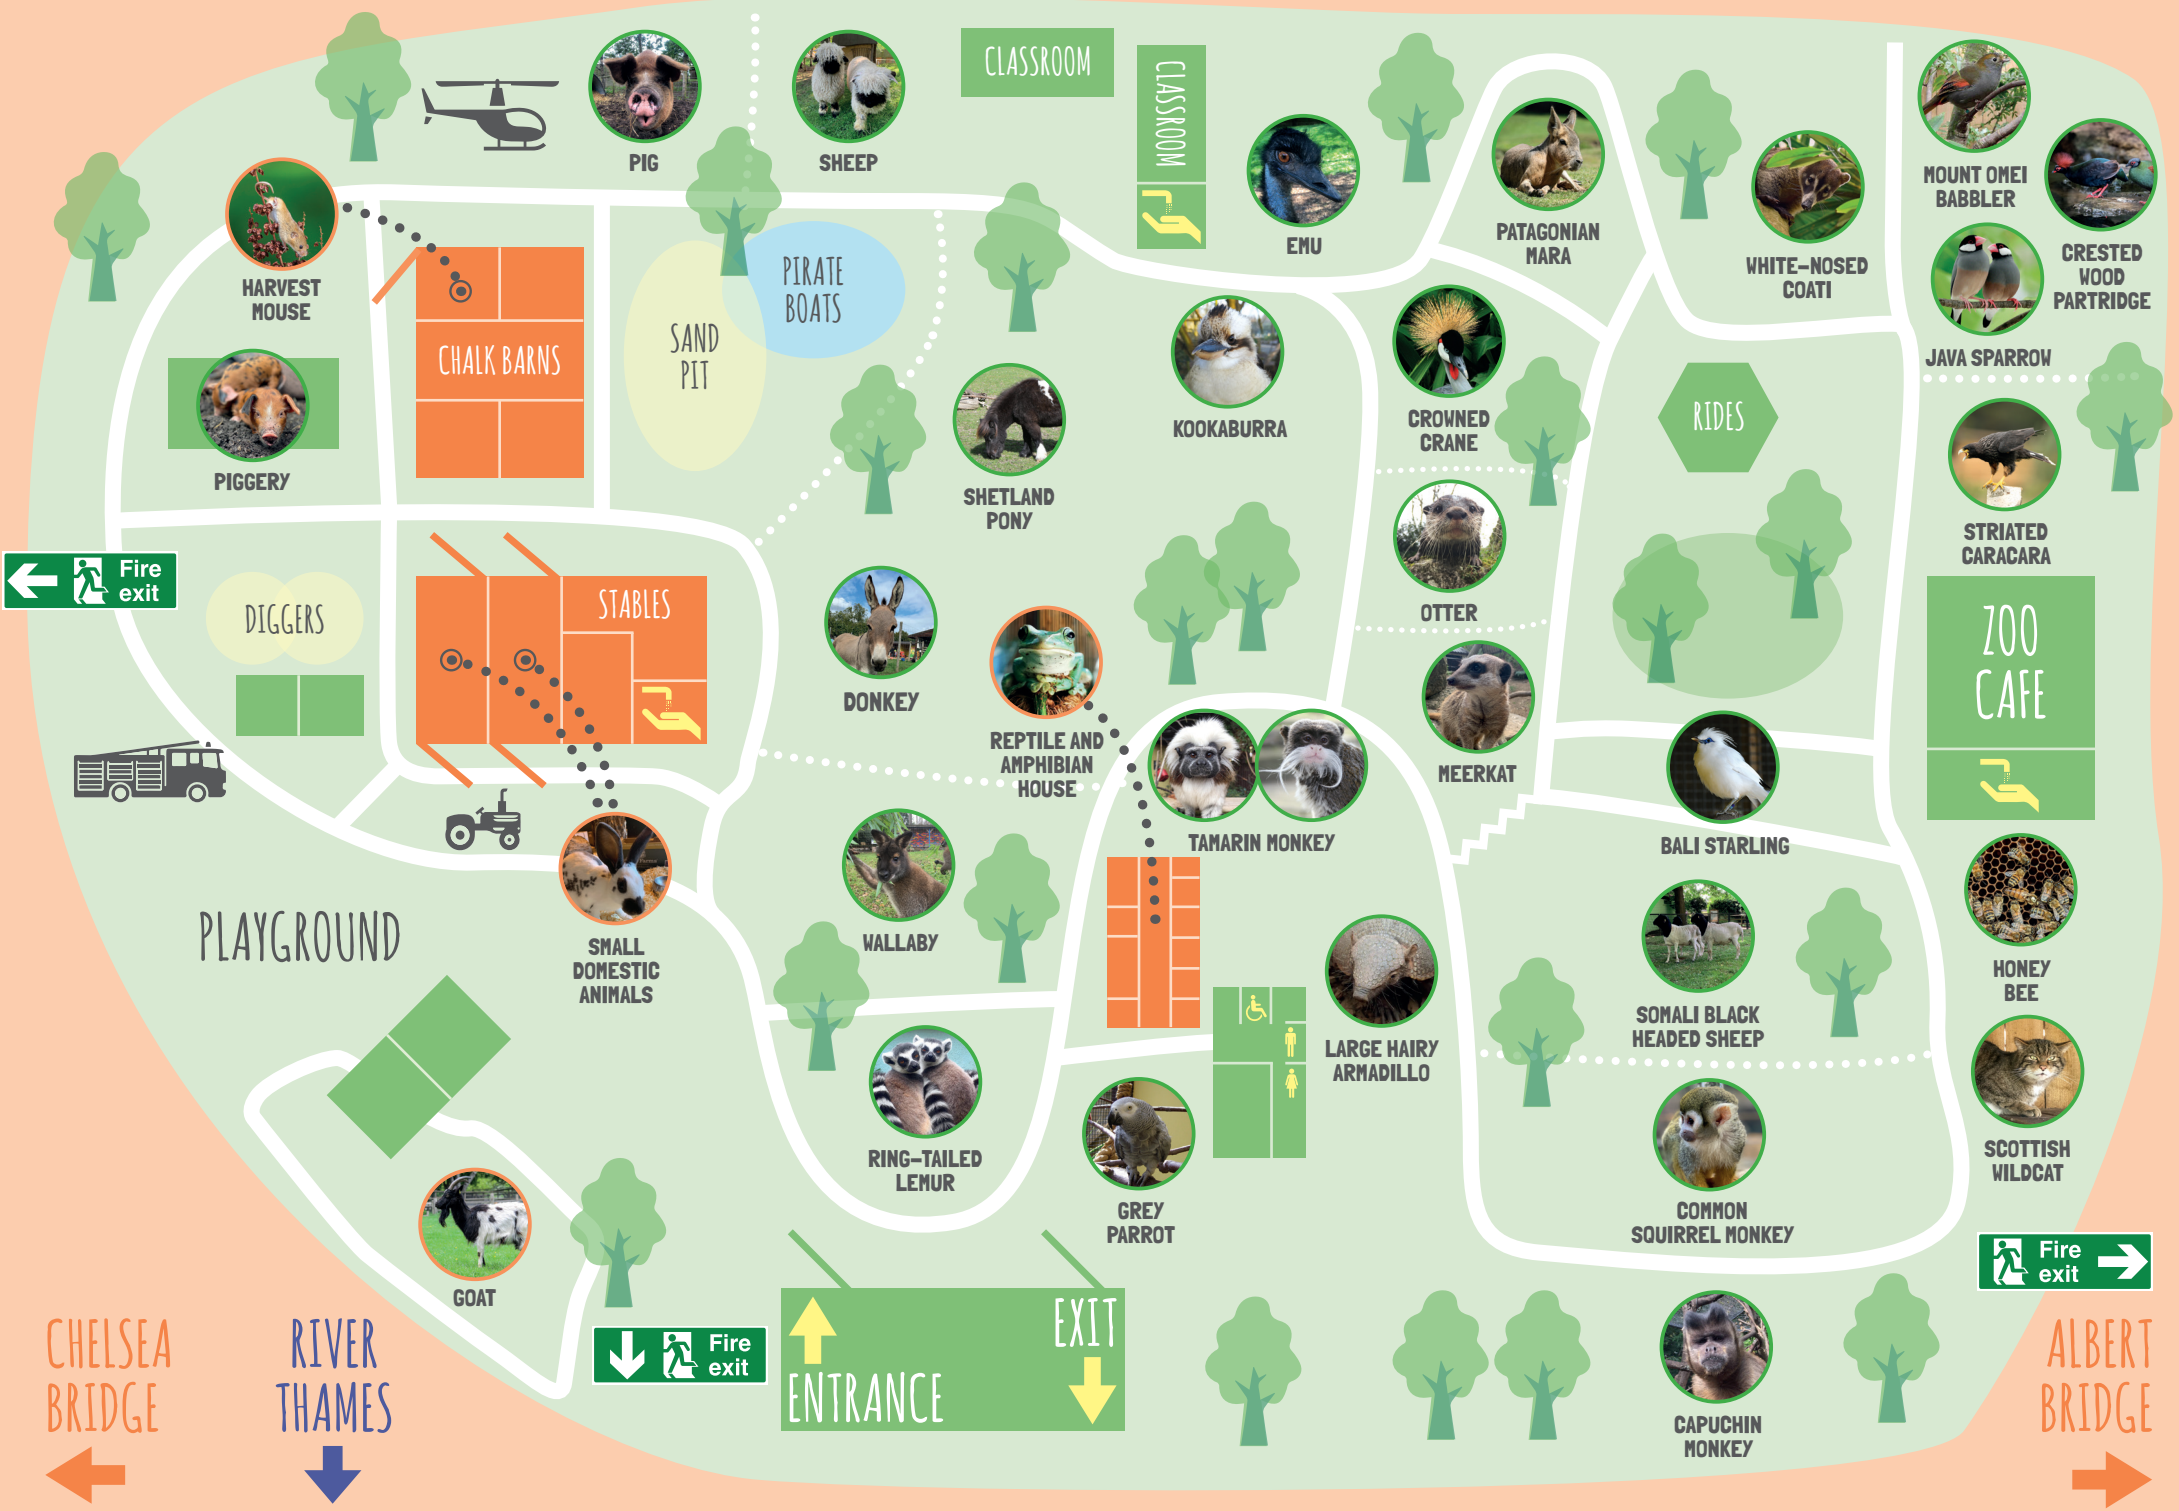 CLASSROOM
CLASSROOM
PIG
SHEEP
EMU
PATAGONIAN
MARA
WHITE-NOSED
COATI
MOUNT OMEI
BABBLER
CRESTED
WOOD
PARTRIDGE
JAVA SPARROW
HARVEST
MOUSE
PIRATE
BOATS
SAND
PIT
CHALK BARNS
PIGGERY
KOOKABURRA
CROWNED
CRANE
RIDES
SHETLAND
PONY
STRIATED
CARACARA
Fire
exit
DIGGERS
STABLES
OTTER
ZOO
CAFE
DONKEY
REPTILE AND
AMPHIBIAN
HOUSE
MEERKAT
TAMARIN MONKEY
BALI STARLING
PLAYGROUND
SMALL
DOMESTIC
ANIMALS
WALLABY
HONEY
BEE
SOMALI BLACK
HEADED SHEEP
LARGE HAIRY
ARMADILLO
RING-TAILED
LEMUR
GREY
PARROT
SCOTTISH
WILDCAT
COMMON
SQUIRREL MONKEY
GOAT
Fire
exit
CHELSEA
BRIDGE
RIVER
THAMES
Fire
exit
ENTRANCE
EXIT
CAPUCHIN
MONKEY
ALBERT
BRIDGE